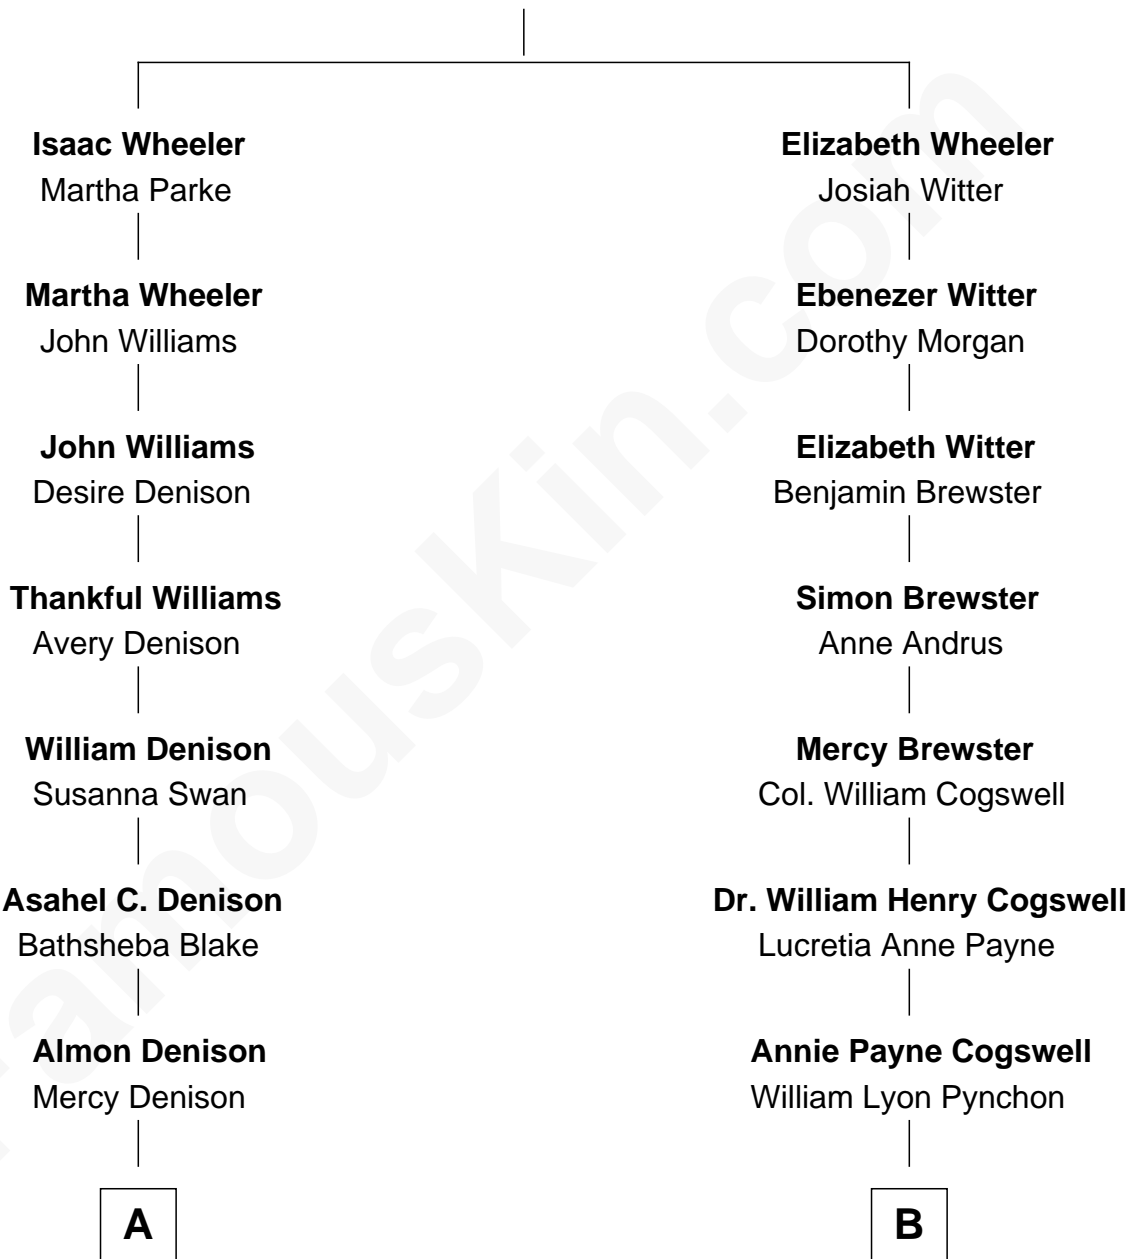 Isaac Wheeler
Martha Parke
Martha Wheeler
John Williams
John Williams
Desire Denison
Thankful Williams
Avery Denison
William Denison
Susanna Swan
Asahel C. Denison
Bathsheba Blake
Almon Denison
Mercy Denison
A
Elizabeth Wheeler
Josiah Witter
Ebenezer Witter
Dorothy Morgan
Elizabeth Witter
Benjamin Brewster
Simon Brewster
Anne Andrus
Mercy Brewster
Col. William Cogswell
Dr. William Henry Cogswell
Lucretia Anne Payne
Annie Payne Cogswell
William Lyon Pynchon
B
FamousKin.com